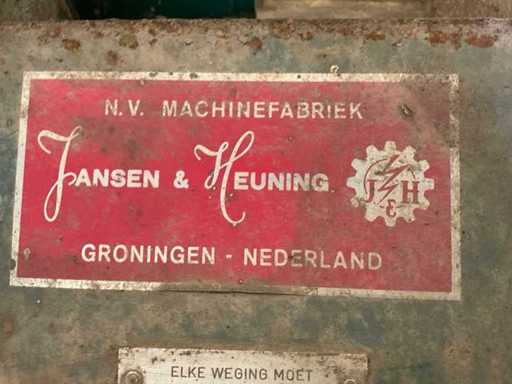 N.V. MACHINEFABRIEK
JANSEN & HEUNING
J & H
GRONINGEN - NEDERLAND
ELKE WEGING MOET